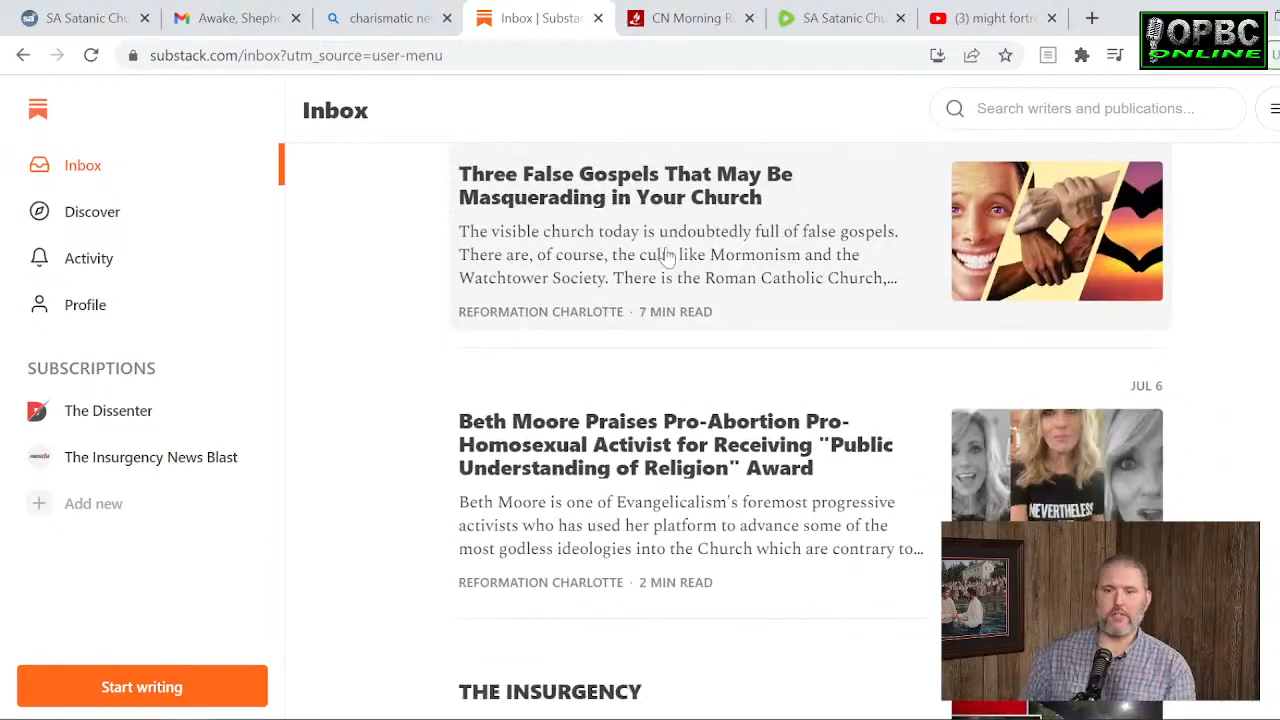 SA Satanic Chu
Awake, Sheph
charismatic ne
Inbox | Substa
CN Morning R
SA Satanic Chu
(3) might fortre
OPBC
ONLINE
substack.com/inbox?utm_source=user-menu
Inbox
Search writers and publications...
Inbox
Discover
Activity
Profile
SUBSCRIPTIONS
The Dissenter
The Insurgency News Blast
Add new
Start writing
Three False Gospels That May Be
Masquerading in Your Church
The visible church today is undoubtedly full of false gospels.
There are, of course, the cults like Mormonism and the
Watchtower Society. There is the Roman Catholic Church,...
REFORMATION CHARLOTTE · 7 MIN READ
JUL 6
Beth Moore Praises Pro-Abortion Pro-
Homosexual Activist for Receiving "Public
Understanding of Religion" Award
Beth Moore is one of Evangelicalism's foremost progressive
activists who has used her platform to advance some of the
most godless ideologies into the Church which are contrary to...
REFORMATION CHARLOTTE · 2 MIN READ
NEVERTHELESS
THE INSURGENCY